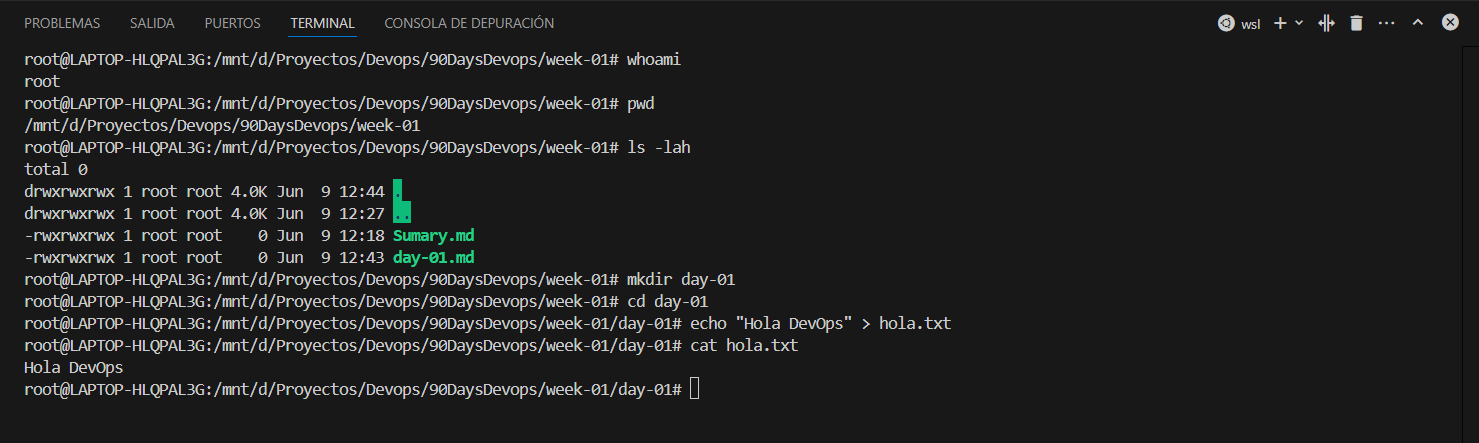 PROBLEMAS SALIDA PUERTOS TERMINAL CONSOLA DE DEPURACIÓN wsl
root@LAPTOP-HLQPAL3G:/mnt/d/Proyectos/Devops/90DaysDevops/week-01# whoami
root
root@LAPTOP-HLQPAL3G:/mnt/d/Proyectos/Devops/90DaysDevops/week-01# pwd
/mnt/d/Proyectos/Devops/90DaysDevops/week-01
root@LAPTOP-HLQPAL3G:/mnt/d/Proyectos/Devops/90DaysDevops/week-01# ls -lah
total 0
drwxrwxrwx 1 root root 4.0K Jun  9 12:44 .
drwxrwxrwx 1 root root 4.0K Jun  9 12:27 ..
-rwxrwxrwx 1 root root    0 Jun  9 12:18 Sumary.md
-rwxrwxrwx 1 root root    0 Jun  9 12:43 day-01.md
root@LAPTOP-HLQPAL3G:/mnt/d/Proyectos/Devops/90DaysDevops/week-01# mkdir day-01
root@LAPTOP-HLQPAL3G:/mnt/d/Proyectos/Devops/90DaysDevops/week-01# cd day-01
root@LAPTOP-HLQPAL3G:/mnt/d/Proyectos/Devops/90DaysDevops/week-01/day-01# echo "Hola DevOps" > hola.txt
root@LAPTOP-HLQPAL3G:/mnt/d/Proyectos/Devops/90DaysDevops/week-01/day-01# cat hola.txt
Hola DevOps
root@LAPTOP-HLQPAL3G:/mnt/d/Proyectos/Devops/90DaysDevops/week-01/day-01#